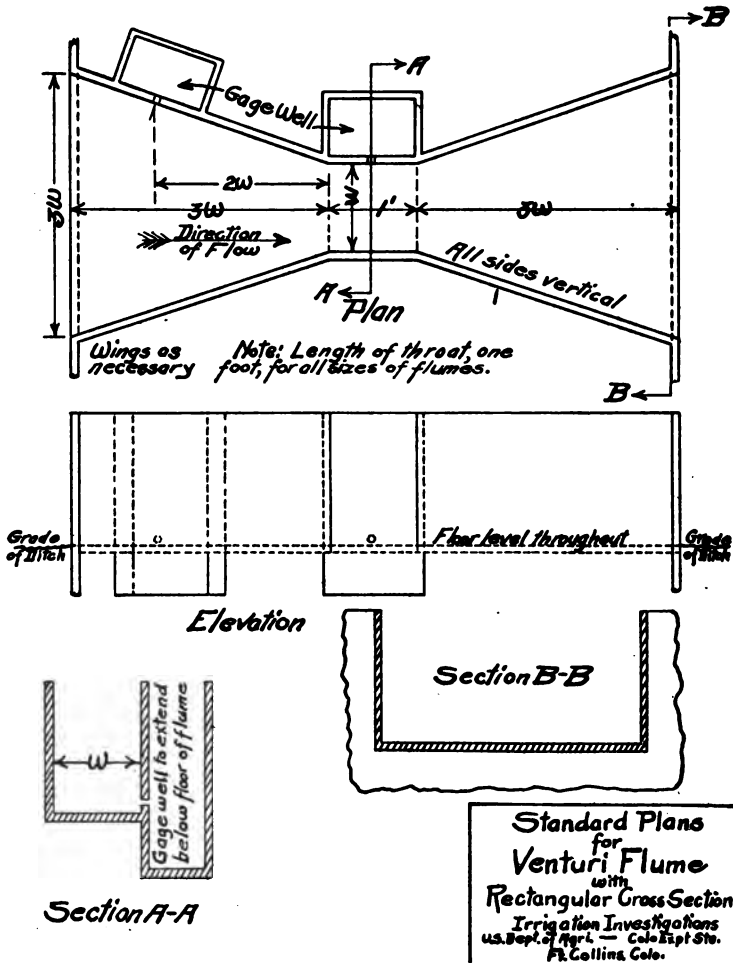 B
A
Gage Well
2W
3W
W
3W
1'
3W
Direction
of Flow
All sides vertical
A
Plan
Wings as
necessary
Note: Length of throat, one
foot, for all sizes of flumes.
B
Grade
of Ditch
Floor level throughout
Grade
of Ditch
Elevation
Section B-B
W
Gage well to extend
below floor of flume
Section A-A
Standard Plans
for
Venturi Flume
with
Rectangular Cross Section
Irrigation Investigations
U.S. Dept. of Agri. — Colo Expt Sta.
Ft. Collins, Colo.